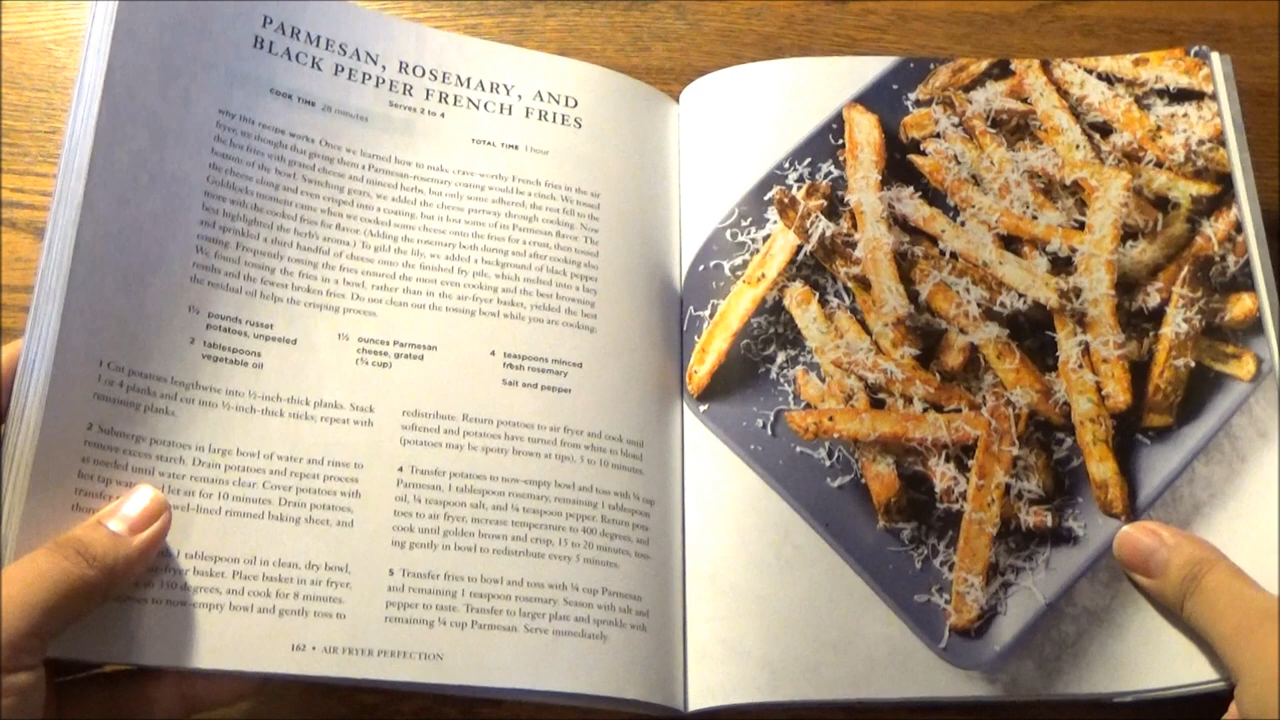 PARMESAN, ROSEMARY, AND
BLACK PEPPER FRENCH FRIES
Serves 2 to 4
COOK TIME 28 minutes
TOTAL TIME 1 hour
why this recipe works Once we learned how to make crave-worthy French fries in the air
fryer, we thought that giving them a Parmesan-rosemary coating would be a cinch. We tossed
the hot fries with grated cheese and minced herbs, but only some adhered, the rest fell to the
bottom of the bowl. Switching gears, we added the cheese partway through cooking. Now
the cheese clung and even crisped into a coating, but it lost some of its Parmesan flavor. The
Goldilocks moment came when we cooked some cheese onto the fries for a crust, then tossed
more with the cooked fries for flavor. (Adding the rosemary both during and after cooking also
best highlighted the herb's aroma.) To gild the lily, we added a background of black pepper
and sprinkled a third handful of cheese onto the finished fry pile, which melted into a lacy
coating. Frequently tossing the fries ensured the most even cooking and the best browning
We found tossing the fries in a bowl, rather than in the air-fryer basket, yielded the best
results and the fewest broken fries. Do not clean out the tossing bowl while you are cooking;
the residual oil helps the crisping process.
1½ pounds russet
potatoes, unpeeled
2 tablespoons
vegetable oil
1½ ounces Parmesan
cheese, grated
(¾ cup)
4 teaspoons minced
fresh rosemary
Salt and pepper
1 Cut potatoes lengthwise into ½-inch-thick planks. Stack
3 or 4 planks and cut into ½-inch-thick sticks; repeat with
remaining planks.
2 Submerge potatoes in large bowl of water and rinse to
remove excess starch. Drain potatoes and repeat process
as needed until water remains clear. Cover potatoes with
hot tap let sit for 10 minutes. Drain potatoes,
transfer -lined rimmed baking sheet, and
1 tablespoon oil in clean, dry bowl,
-fryer basket. Place basket in air fryer,
to 350 degrees, and cook for 8 minutes.
to now-empty bowl and gently toss to
redistribute. Return potatoes to air fryer and cook until
softened and potatoes have turned from white to blond
(potatoes may be spotty brown at tips), 5 to 10 minutes.
4 Transfer potatoes to now-empty bowl and toss with ¼ cup
Parmesan, 1 tablespoon rosemary, remaining 1 tablespoon
oil, ¼ teaspoon salt, and ¼ teaspoon pepper. Return pota-
toes to air fryer, increase temperature to 400 degrees, and
cook until golden brown and crisp, 15 to 20 minutes, toss-
ing gently in bowl to redistribute every 5 minutes.
5 Transfer fries to bowl and toss with ¼ cup Parmesan
and remaining 1 teaspoon rosemary. Season with salt and
pepper to taste. Transfer to larger plate and sprinkle with
remaining ¼ cup Parmesan. Serve immediately.
162 • AIR FRYER PERFECTION